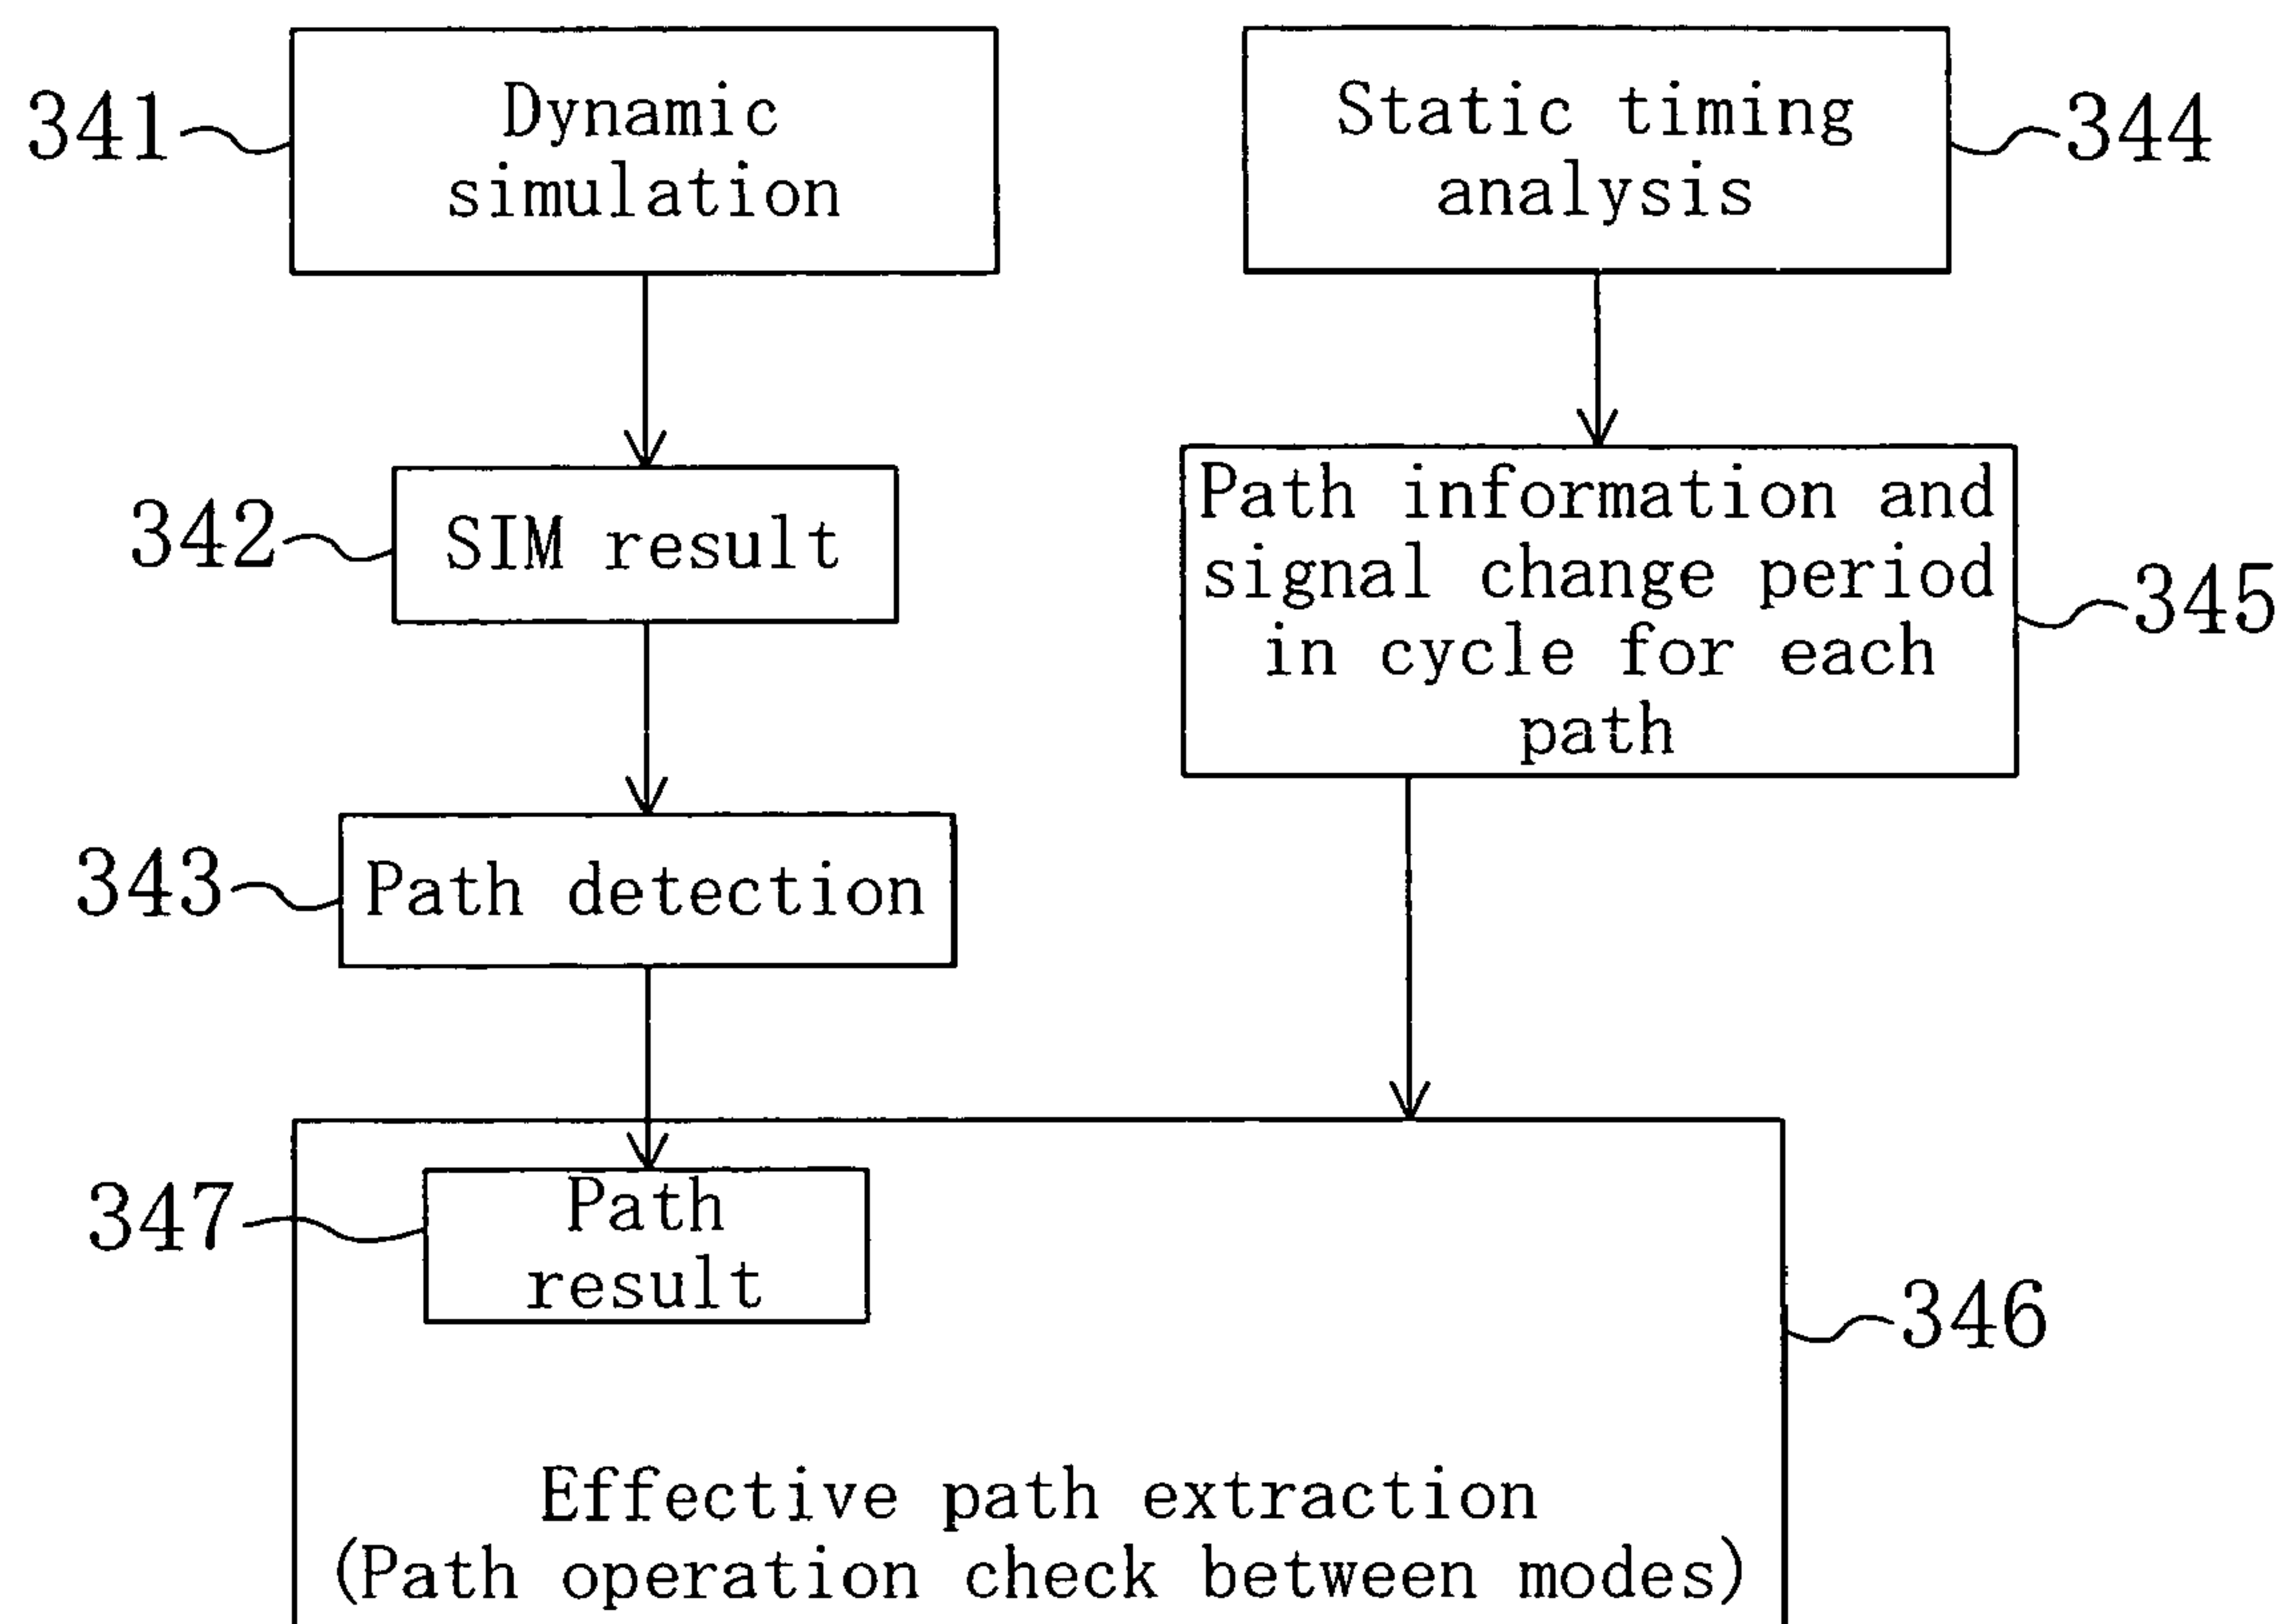 341
Dynamic
simulation
Static timing
analysis
344
342
SIM result
Path information and
signal change period
in cycle for each
path
345
343
Path detection
347
Path
result
346
Effective path extraction
(Path operation check between modes)